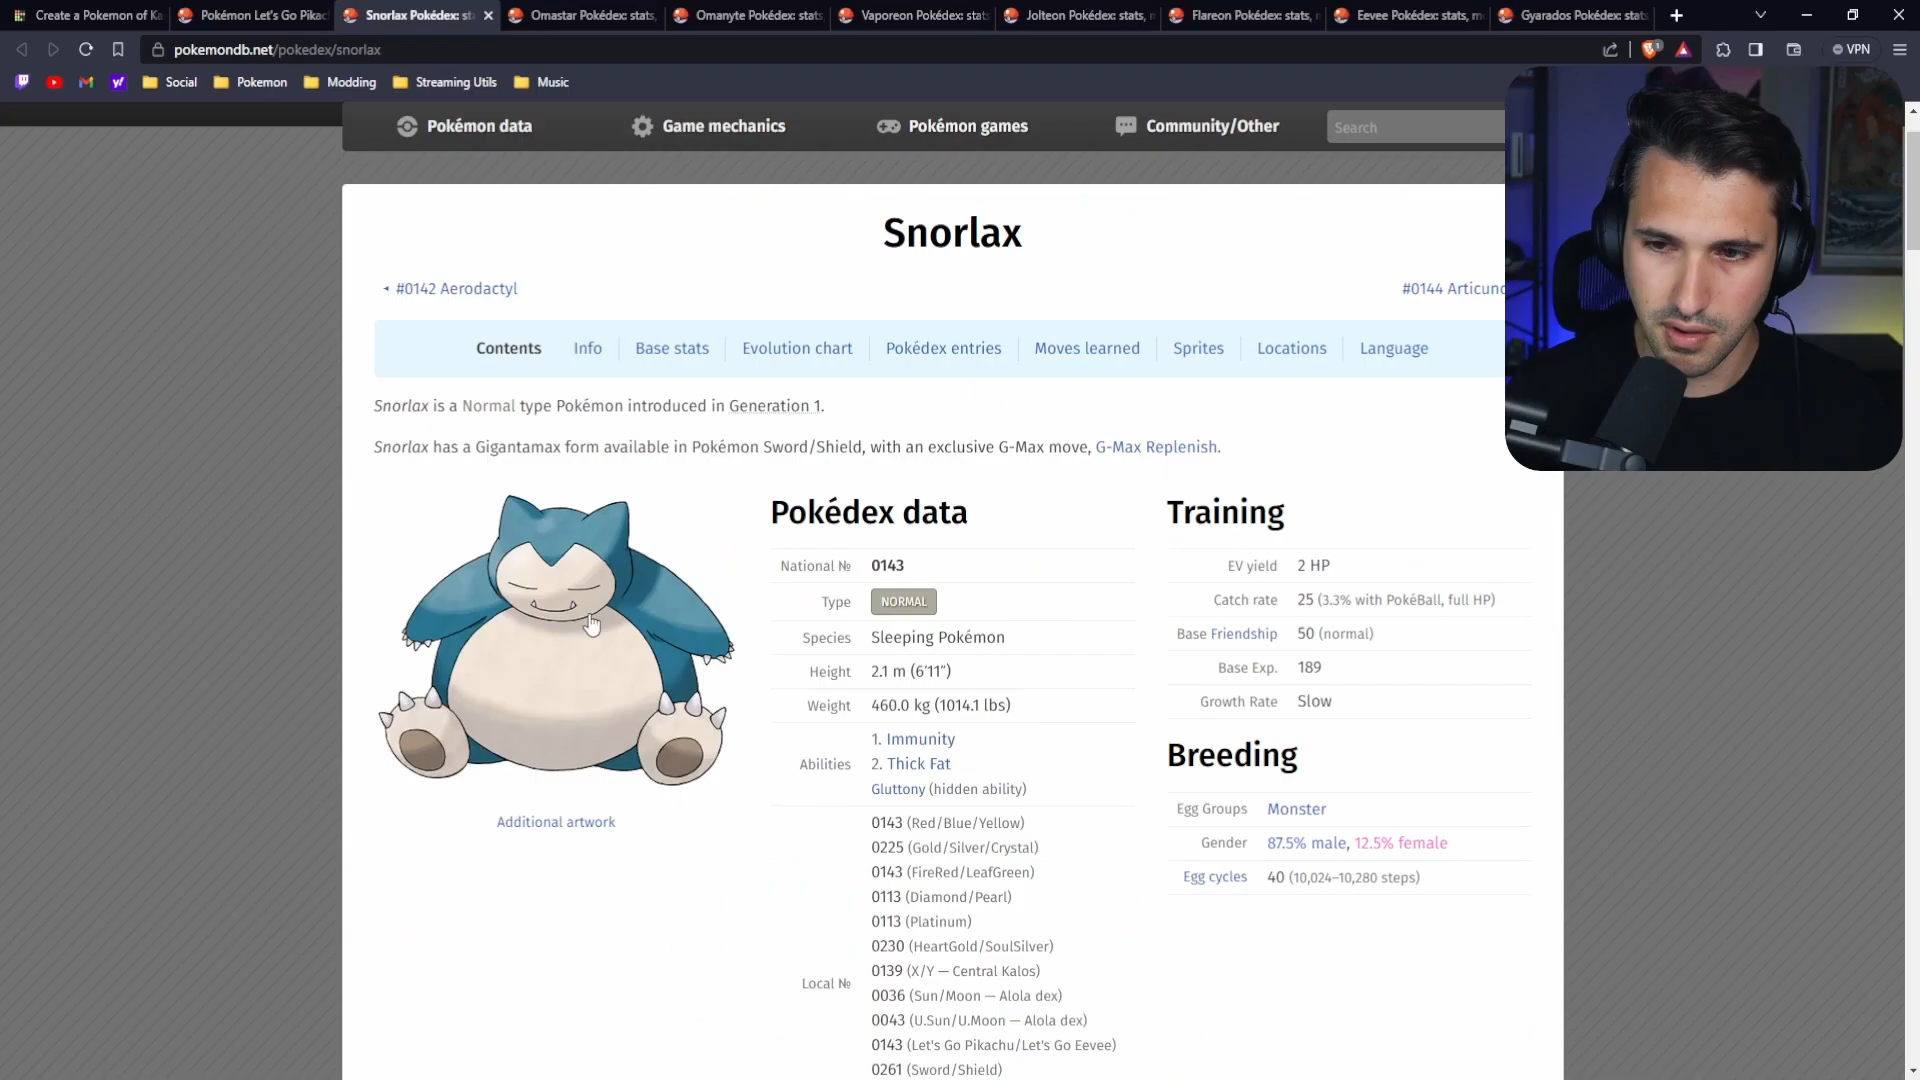 Create a Pokemon of Ka
Pokémon Let's Go Pikac
Snorlax Pokédex: sta
Omastar Pokédex: stats,
Omanyte Pokédex: stats
Vaporeon Pokédex: stats
Jolteon Pokédex: stats, m
Flareon Pokédex: stats, m
Eevee Pokédex: stats, mo
Gyarados Pokédex: stats
pokemondb.net/pokedex/snorlax
1
VPN
Social
Pokemon
Modding
Streaming Utils
Music
Pokémon data
Game mechanics
Pokémon games
Community/Other
Search
Snorlax
#0142 Aerodactyl
#0144 Articuno
Contents
Info
Base stats
Evolution chart
Pokédex entries
Moves learned
Sprites
Locations
Language
Snorlax is a Normal type Pokémon introduced in Generation 1.
Snorlax has a Gigantamax form available in Pokémon Sword/Shield, with an exclusive G-Max move, G-Max Replenish.
Additional artwork
Pokédex data
National № 0143
Type NORMAL
Species Sleeping Pokémon
Height 2.1 m (6′11″)
Weight 460.0 kg (1014.1 lbs)
Abilities
1. Immunity
2. Thick Fat
Gluttony (hidden ability)
Local №
0143 (Red/Blue/Yellow)
0225 (Gold/Silver/Crystal)
0143 (FireRed/LeafGreen)
0113 (Diamond/Pearl)
0113 (Platinum)
0230 (HeartGold/SoulSilver)
0139 (X/Y — Central Kalos)
0036 (Sun/Moon — Alola dex)
0043 (U.Sun/U.Moon — Alola dex)
0143 (Let's Go Pikachu/Let's Go Eevee)
0261 (Sword/Shield)
Training
EV yield 2 HP
Catch rate 25 (3.3% with PokéBall, full HP)
Base Friendship 50 (normal)
Base Exp. 189
Growth Rate Slow
Breeding
Egg Groups Monster
Gender 87.5% male, 12.5% female
Egg cycles 40 (10,024–10,280 steps)